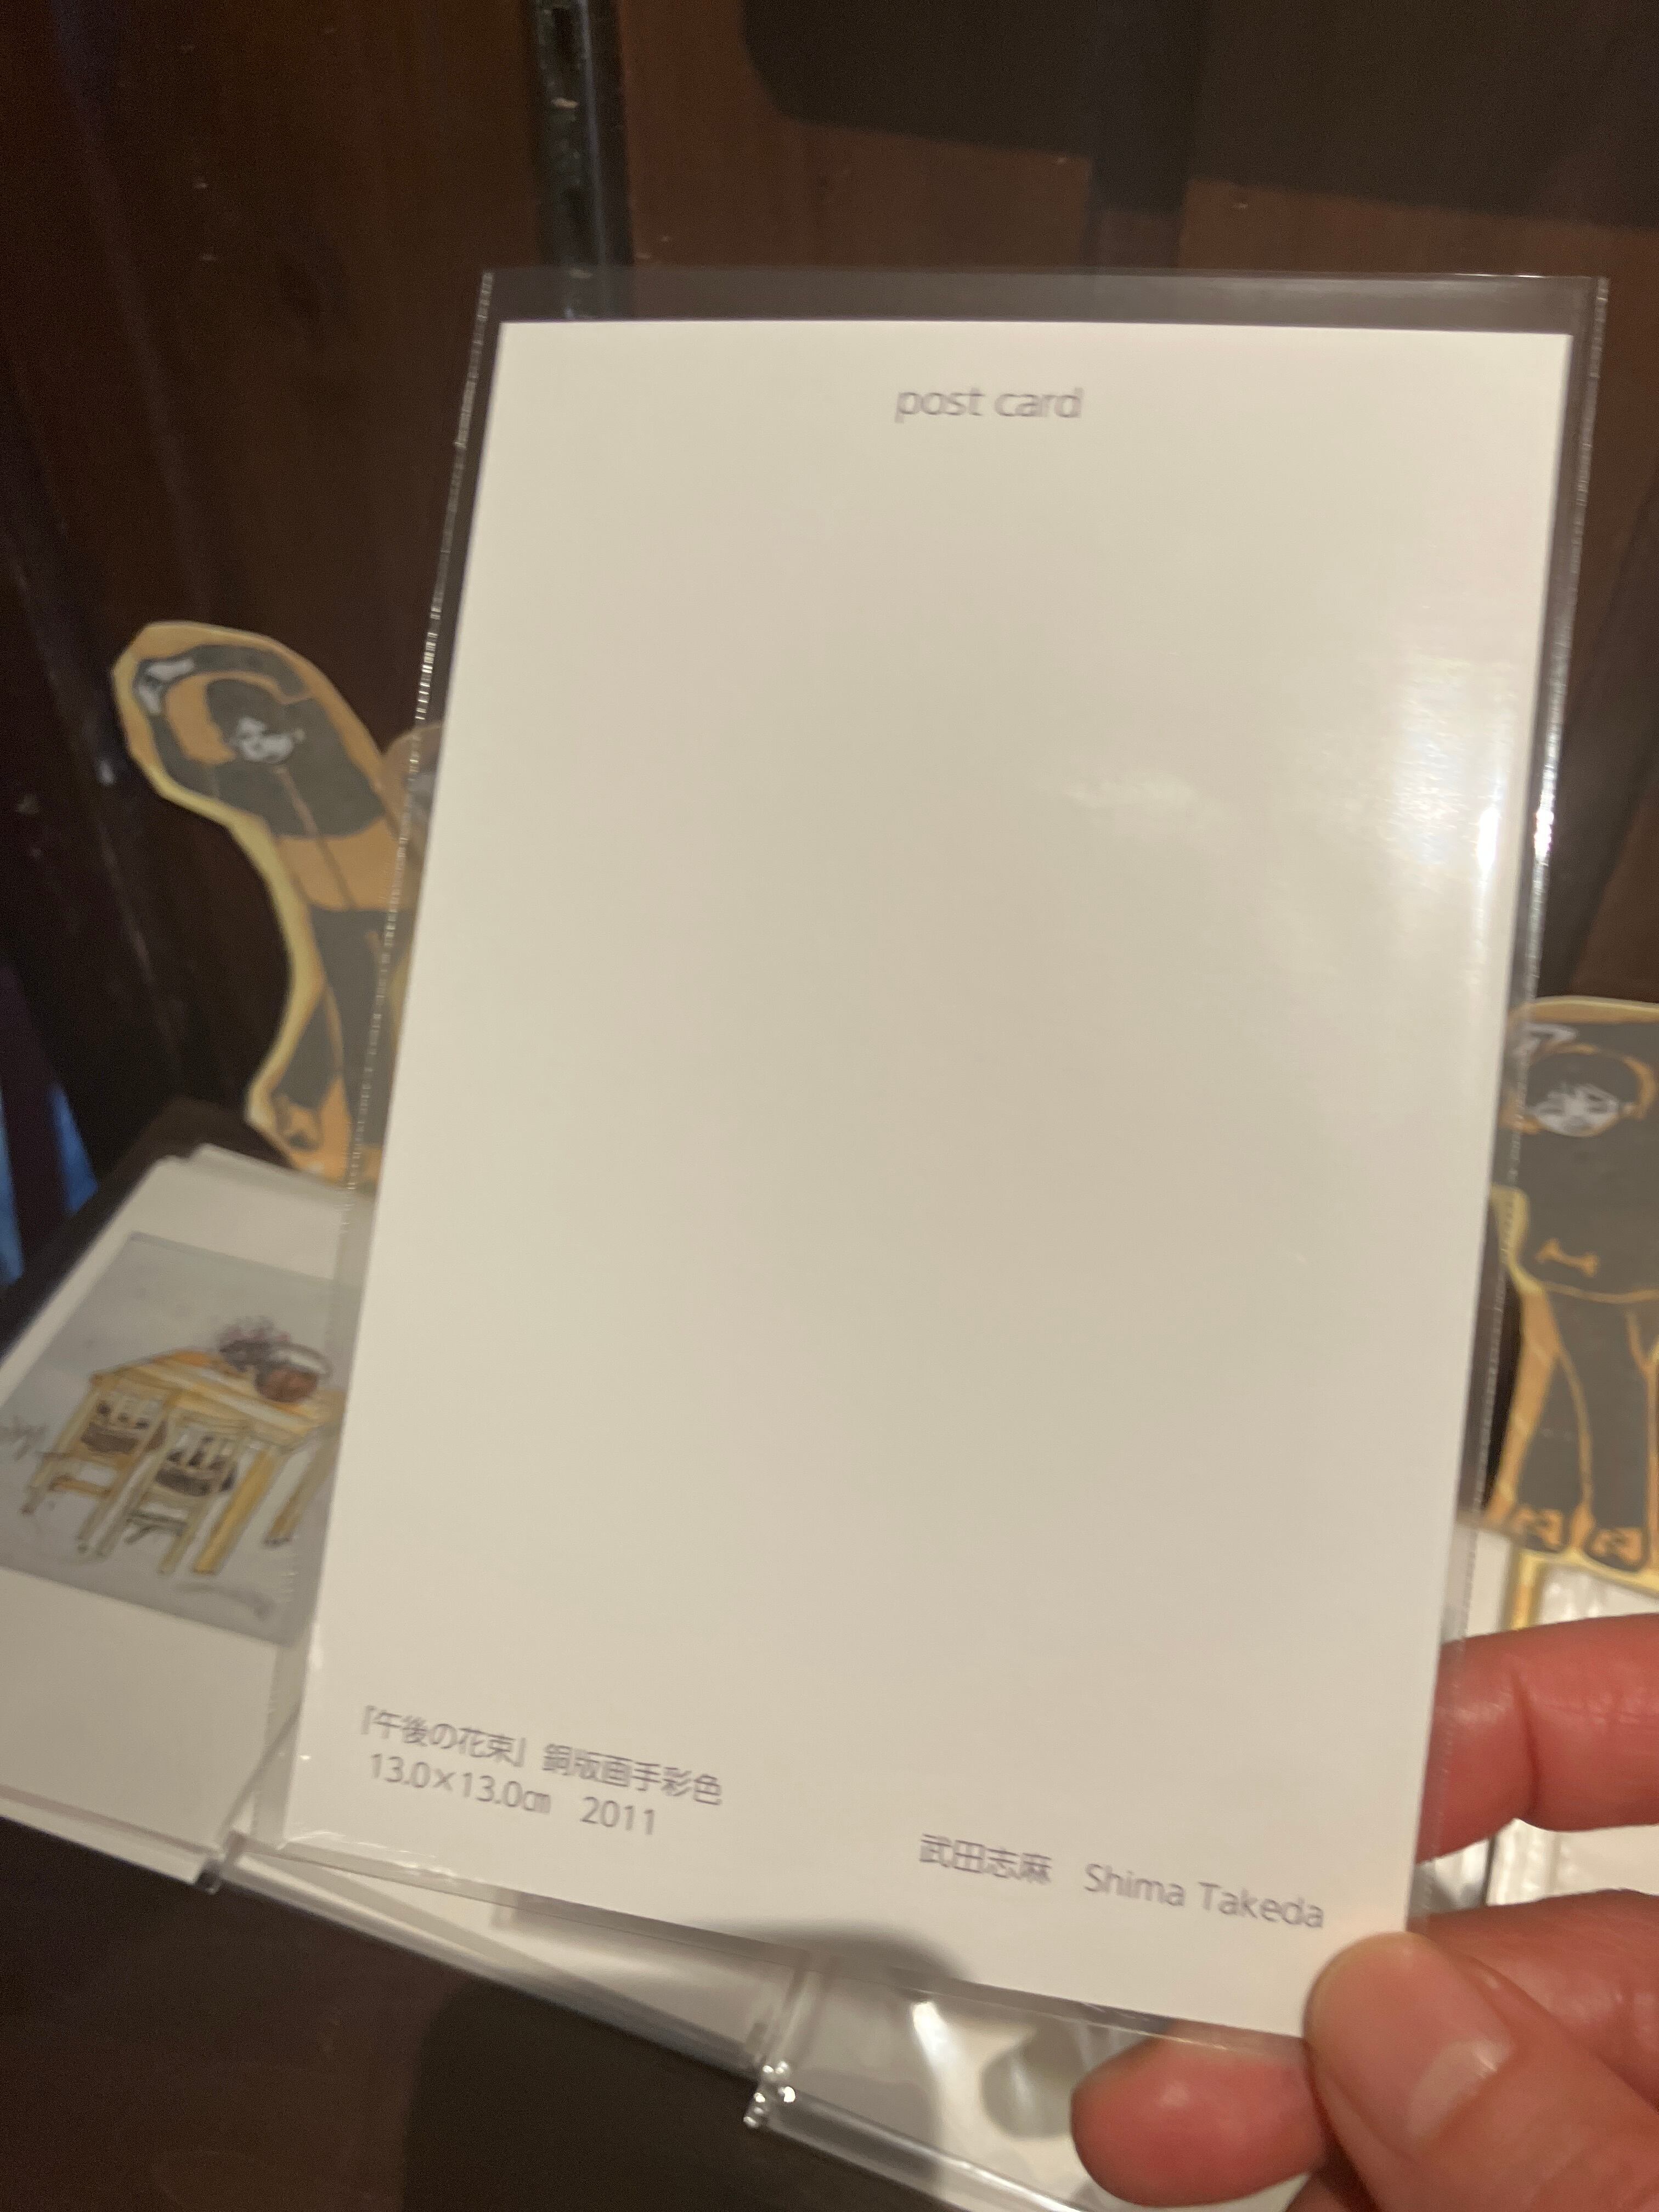 post card
『午後の花束』 銅版画手彩色
13.0×13.0㎝ 2011
武田志麻 Shima Takeda